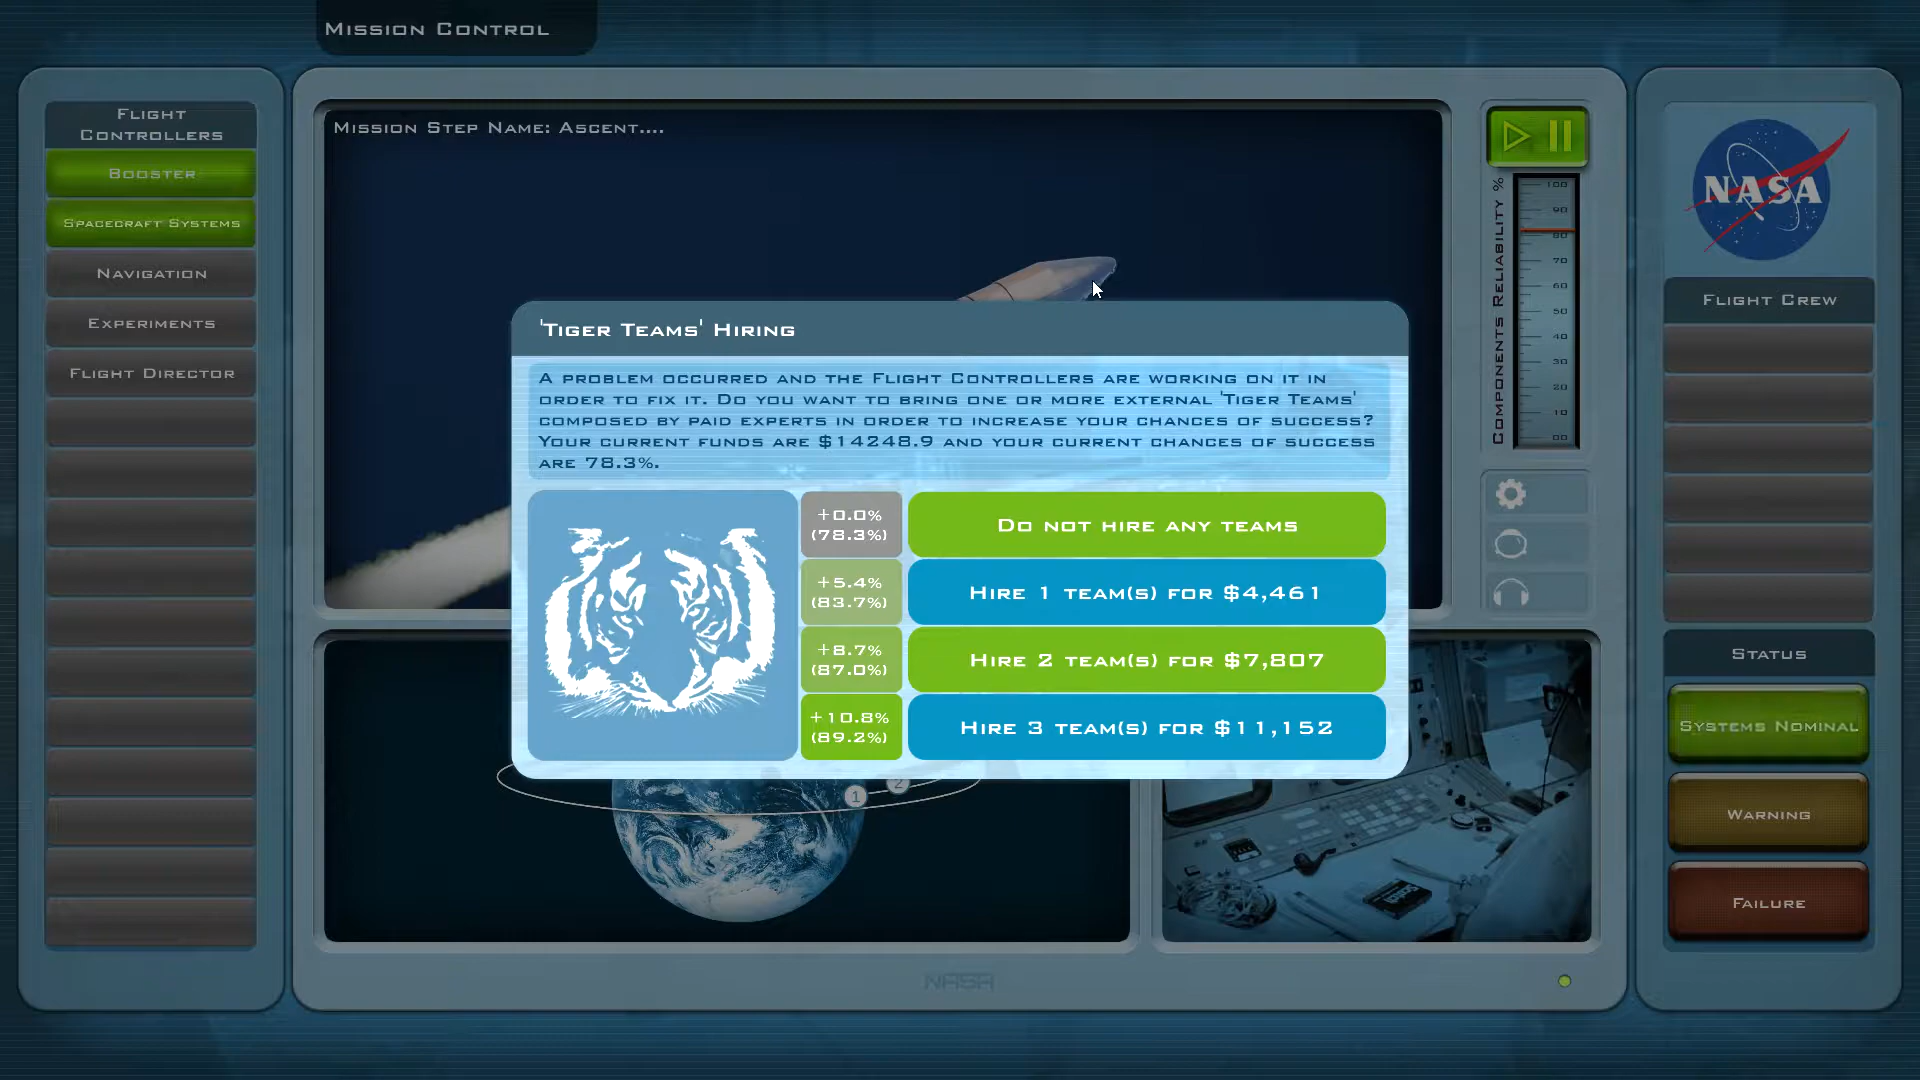 Mission Control
Flight
Controllers
Booster
Spacecraft Systems
Navigation
Experiments
Flight Director
Mission Step Name: Ascent....
Components Reliability %
100
90
80
70
60
50
40
30
20
10
00
NASA
Flight Crew
Status
Systems Nominal
Warning
Failure
'Tiger Teams' Hiring
A problem occurred and the Flight Controllers are working on it in
order to fix it. Do you want to bring one or more external 'Tiger Teams'
composed by paid experts in order to increase your chances of success?
Your current funds are $14248.9 and your current chances of success
are 78.3%.
+0.0%
(78.3%)
Do not hire any teams
+5.4%
(83.7%)
Hire 1 team(s) for $4,461
+8.7%
(87.0%)
Hire 2 team(s) for $7,807
+10.8%
(89.2%)
Hire 3 team(s) for $11,152
1
2
NASA